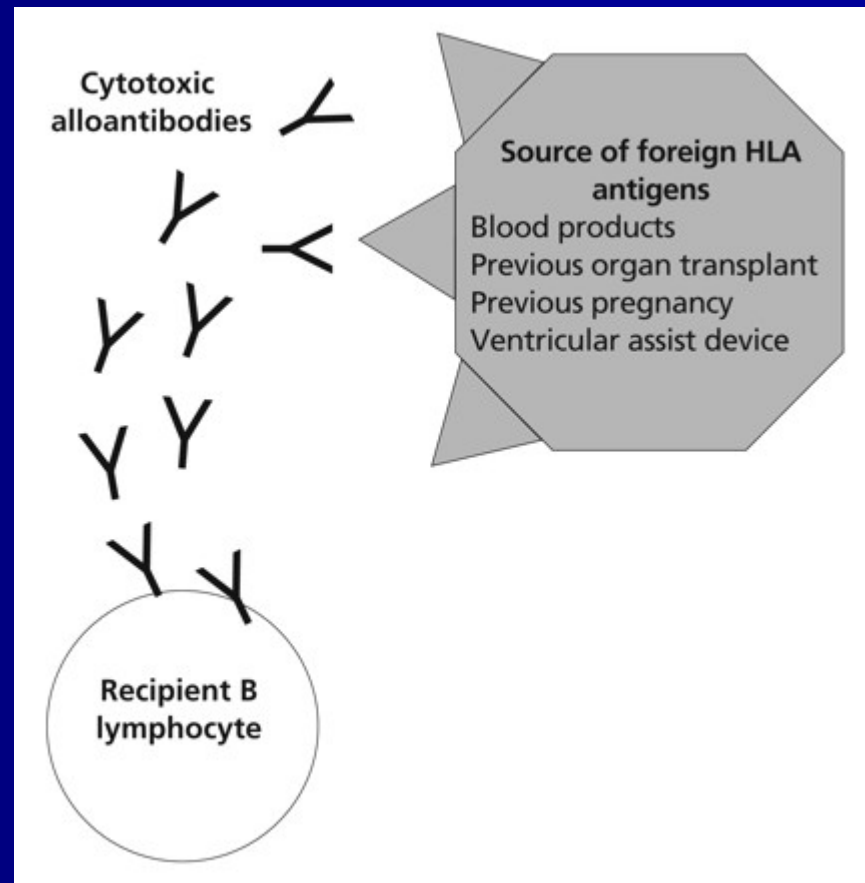 Cytotoxic
alloantibodies
Source of foreign HLA
antigens
Blood products
Previous organ transplant
Previous pregnancy
Ventricular assist device
Recipient B
lymphocyte